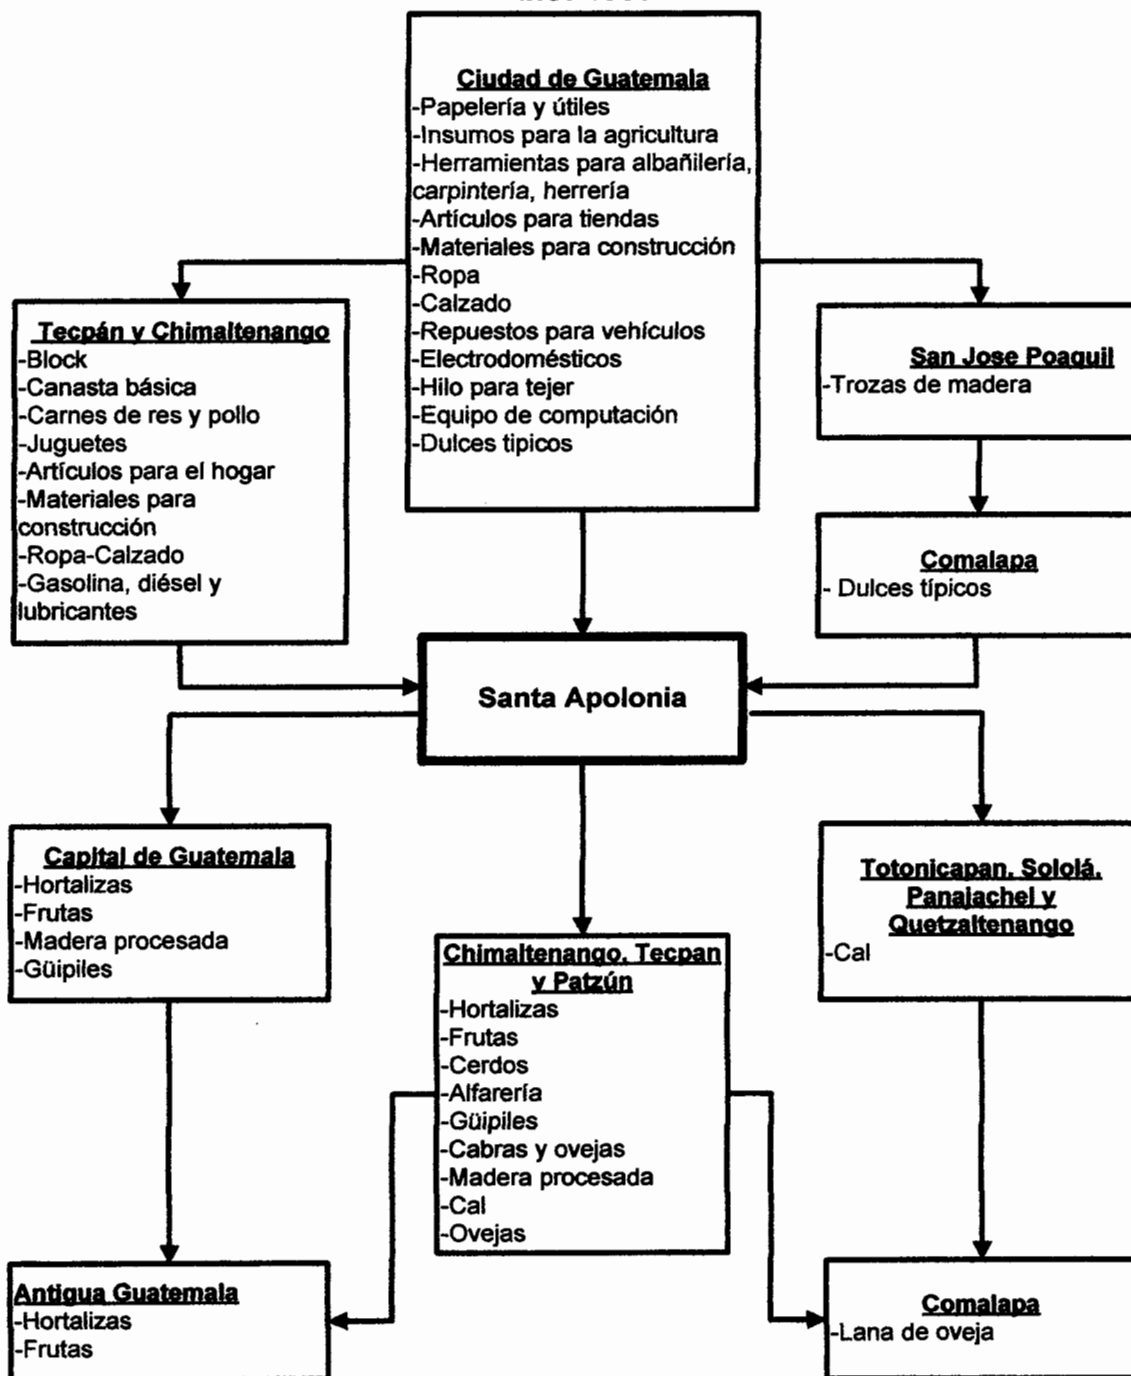 Ciudad de Guatemala
-Papelería y útiles
-Insumos para la agricultura
-Herramientas para albañilería,
carpintería, herrería
-Artículos para tiendas
-Materiales para construcción
-Ropa
-Calzado
-Repuestos para vehículos
-Electrodomésticos
-Hilo para tejer
-Equipo de computación
-Dulces tipicos
Tecpán y Chimaltenango
-Block
-Canasta básica
-Carnes de res y pollo
-Juguetes
-Artículos para el hogar
-Materiales para
construcción
-Ropa-Calzado
-Gasolina, diésel y
lubricantes
San Jose Poaquil
-Trozas de madera
Comalapa
- Dulces típicos
Santa Apolonia
Capital de Guatemala
-Hortalizas
-Frutas
-Madera procesada
-Güipiles
Chimaltenango, Tecpan
y Patzún
-Hortalizas
-Frutas
-Cerdos
-Alfarería
-Güipiles
-Cabras y ovejas
-Madera procesada
-Cal
-Ovejas
Totonicapan, Sololá,
Panajachel y
Quetzaltenango
-Cal
Antigua Guatemala
-Hortalizas
-Frutas
Comalapa
-Lana de oveja